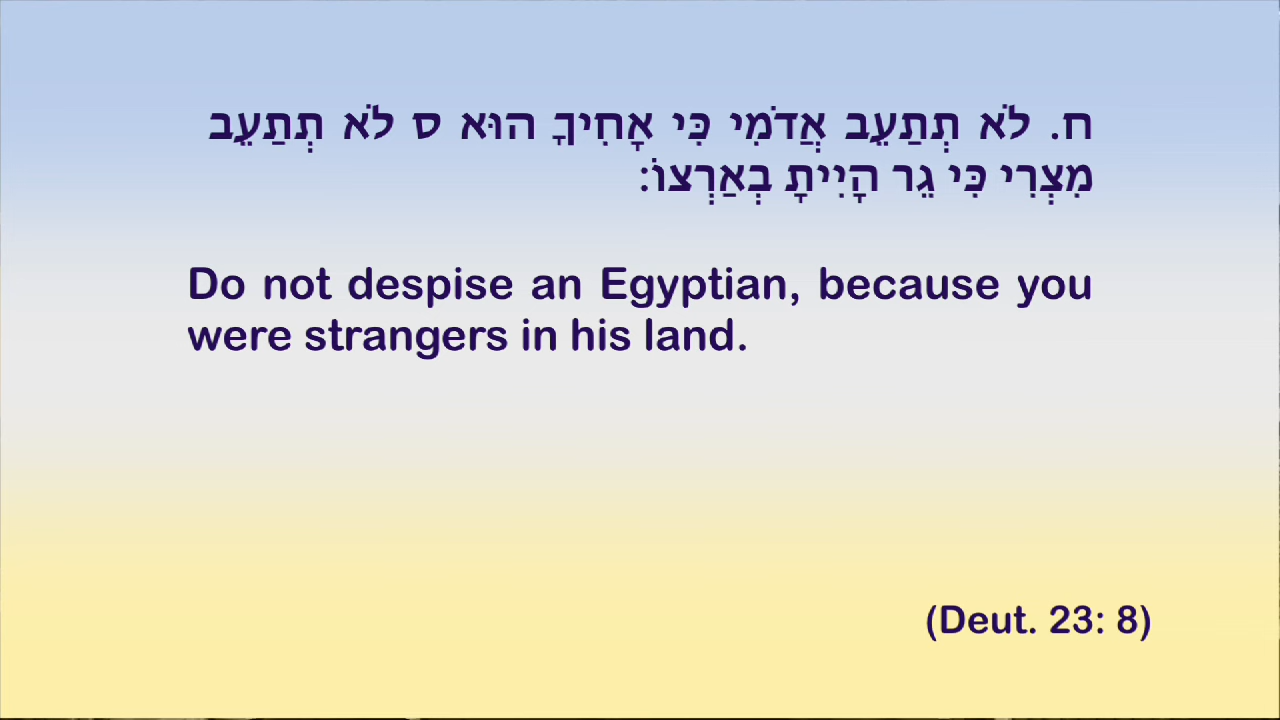 ח. לֹא תְתַעֵב אֲדֹמִי כִּי אָחִיךָ הוּא ס לֹא תְתַעֵב
מִצְרִי כִּי גֵר הָיִיתָ בְאַרְצוֹ:
Do not despise an Egyptian, because you
were strangers in his land.
(Deut. 23: 8)